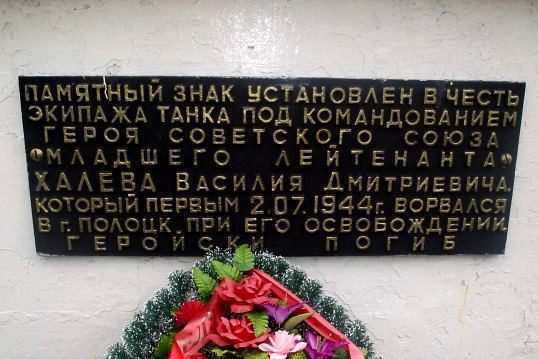 ПАМЯТНЫЙ ЗНАК УСТАНОВЛЕН В ЧЕСТЬ
ЭКИПАЖА ТАНКА ПОД КОМАНДОВАНИЕМ
ГЕРОЯ СОВЕТСКОГО СОЮЗА
МЛАДШЕГО ЛЕЙТЕНАНТА
ХАЛЕВА ВАСИЛИЯ ДМИТРИЕВИЧА,
КОТОРЫЙ ПЕРВЫМ 2.07.1944г. ВОРВАЛСЯ
В г. ПОЛОЦК. ПРИ ЕГО ОСВОБОЖДЕНИИ
ГЕРОЙСКИ ПОГИБ